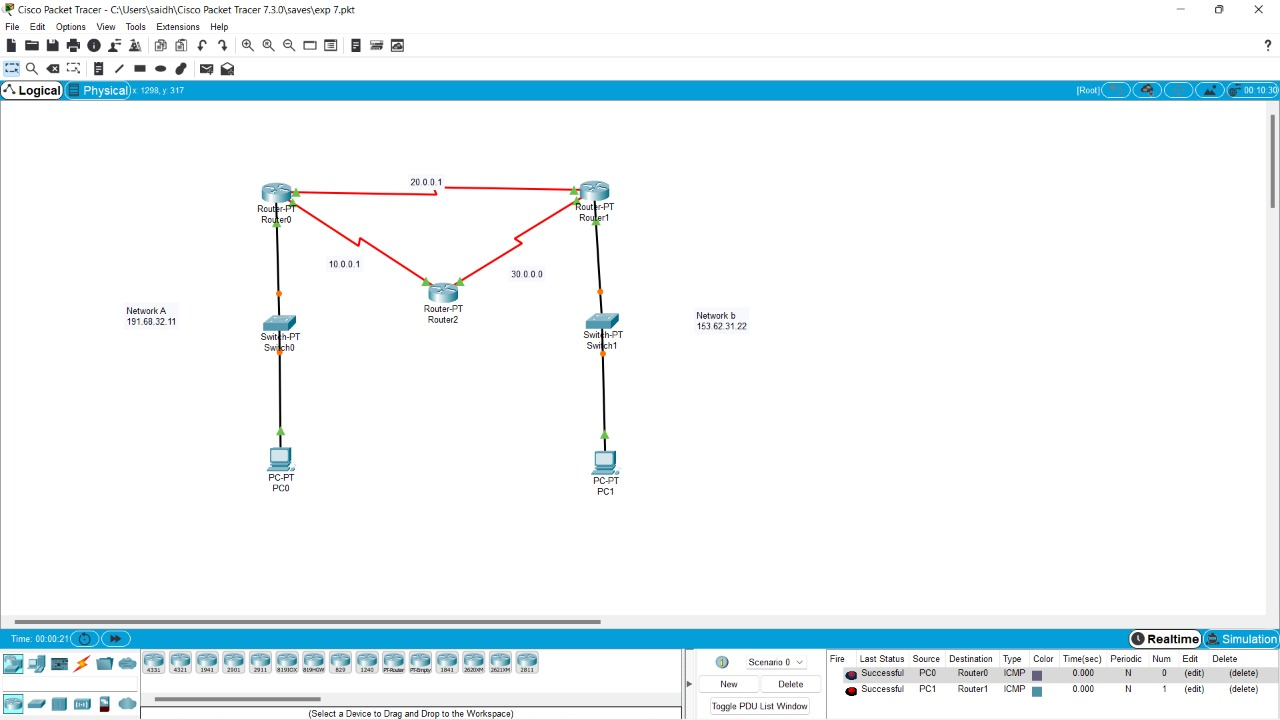 Cisco Packet Tracer - C:\Users\saidh\Cisco Packet Tracer 7.3.0\saves\exp 7.pkt
File Edit Options View Tools Extensions Help
?
Logical Physical x: 1298, y: 317 [Root] 00:10:30
20.0.0.1
Router-PT
Router0
Router-PT
Router1
10.0.0.1
30.0.0.0
Router-PT
Router2
Network A
191.68.32.11
Network b
153.62.31.22
Switch-PT
Switch0
Switch-PT
Switch1
PC-PT
PC0
PC-PT
PC1
Time: 00:00:21 Realtime Simulation
4331 4321 1941 2901 2911 819IOX 819HGW 829 1240 PT-Router PT-Empty 1841 2620XM 2621XM 2811
(Select a Device to Drag and Drop to the Workspace)
Scenario 0
New Delete
Toggle PDU List Window
Fire Last Status Source Destination Type Color Time(sec) Periodic Num Edit Delete
Successful PC0 Router0 ICMP 0.000 N 0 (edit) (delete)
Successful PC1 Router1 ICMP 0.000 N 1 (edit) (delete)